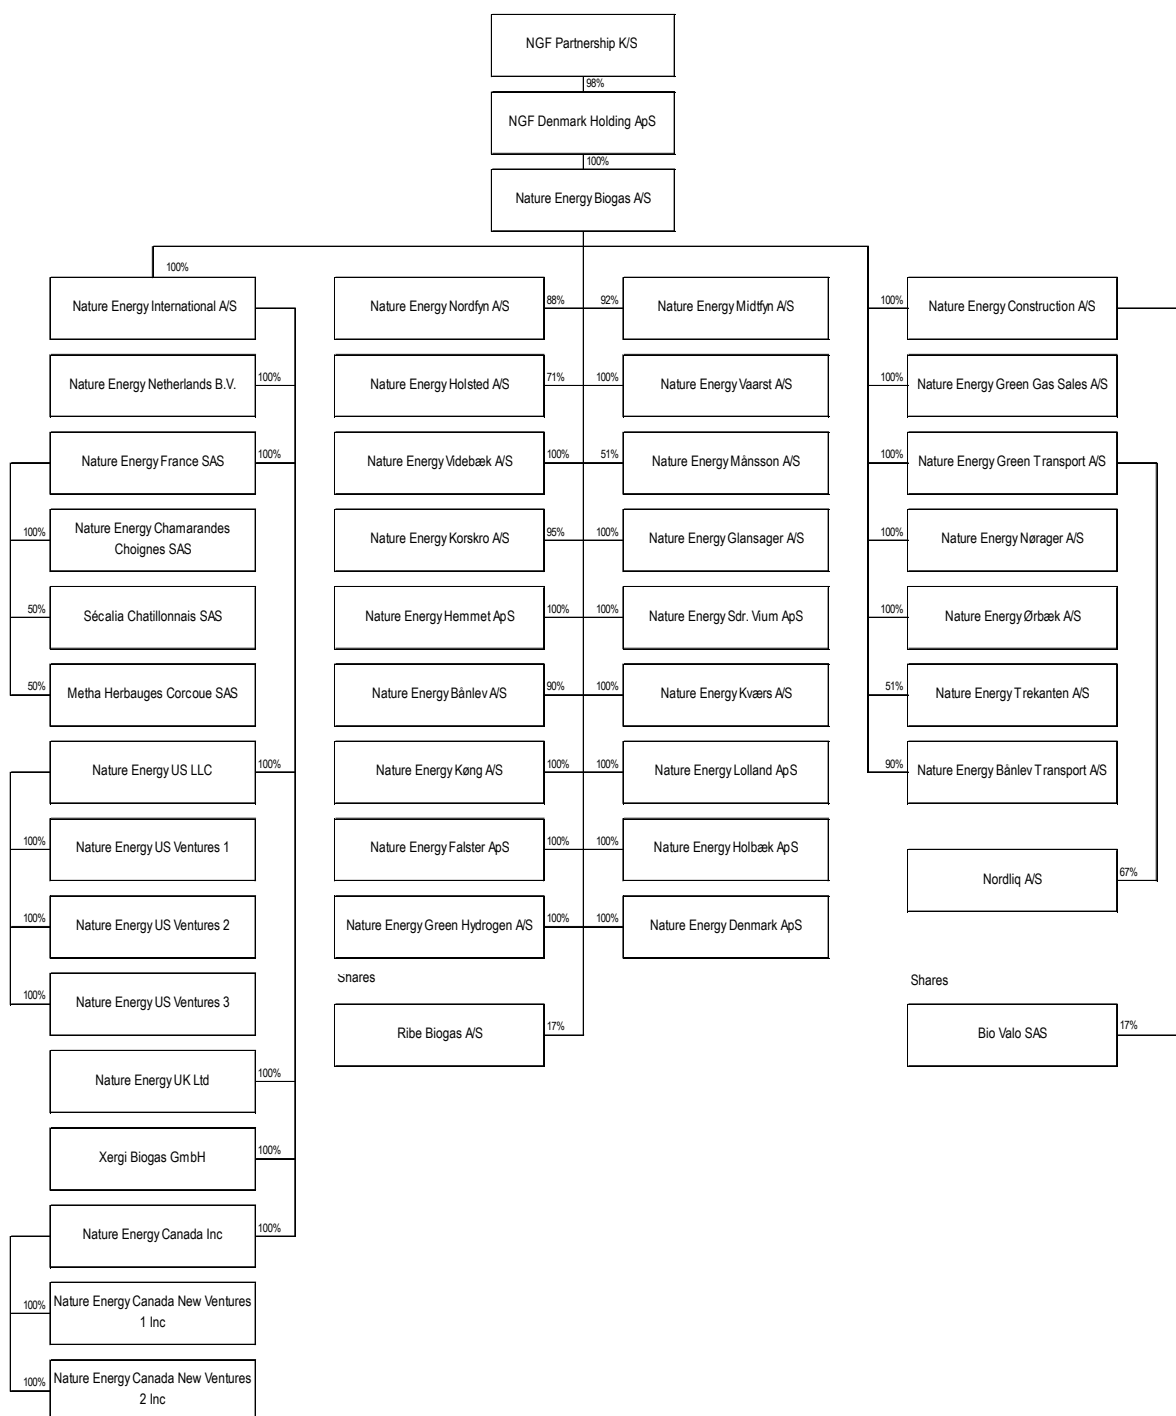 NGF Partnership K/S
98%
NGF Denmark Holding ApS
100%
Nature Energy Biogas A/S
100%
Nature Energy International A/S
Nature Energy Nordfyn A/S
88%
92%
Nature Energy Midtfyn A/S
100%
Nature Energy Construction A/S
Nature Energy Netherlands B.V.
100%
Nature Energy Holsted A/S
71%
100%
Nature Energy Vaarst A/S
100%
Nature Energy Green Gas Sales A/S
Nature Energy France SAS
100%
Nature Energy Videbæk A/S
100%
51%
Nature Energy Månsson A/S
100%
Nature Energy Green Transport A/S
100%
Nature Energy Chamarandes
Choignes SAS
Nature Energy Korskro A/S
95%
100%
Nature Energy Glansager A/S
100%
Nature Energy Nørager A/S
50%
Sécalia Chatillonnais SAS
Nature Energy Hemmet ApS
100%
100%
Nature Energy Sdr. Vium ApS
100%
Nature Energy Ørbæk A/S
50%
Metha Herbauges Corcoue SAS
Nature Energy Bånlev A/S
90%
100%
Nature Energy Kværs A/S
51%
Nature Energy Trekanten A/S
Nature Energy US LLC
100%
Nature Energy Køng A/S
100%
100%
Nature Energy Lolland ApS
90%
Nature Energy Bånlev Transport A/S
100%
Nature Energy US Ventures 1
Nature Energy Falster ApS
100%
100%
Nature Energy Holbæk ApS
Nordliq A/S
67%
100%
Nature Energy US Ventures 2
Nature Energy Green Hydrogen A/S
100%
100%
Nature Energy Denmark ApS
Shares
Shares
100%
Nature Energy US Ventures 3
Ribe Biogas A/S
17%
Bio Valo SAS
17%
Nature Energy UK Ltd
100%
Xergi Biogas GmbH
100%
Nature Energy Canada Inc
100%
100%
Nature Energy Canada New Ventures
1 Inc
100%
Nature Energy Canada New Ventures
2 Inc